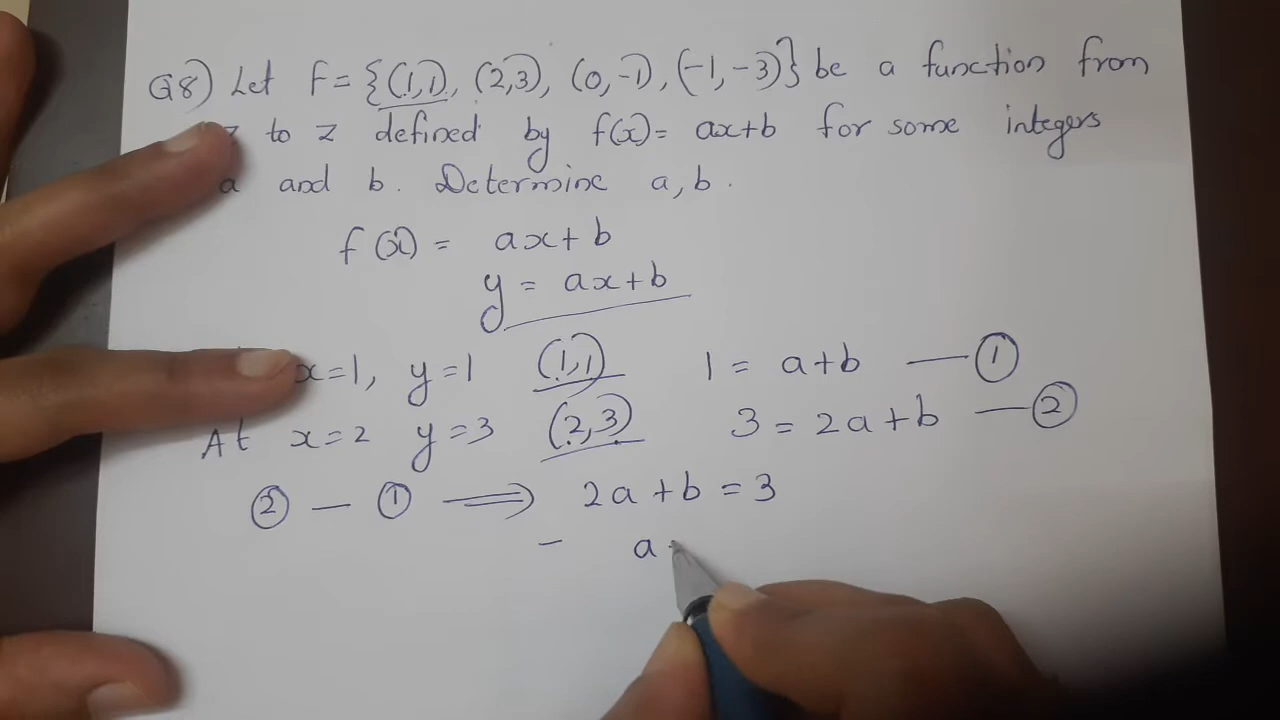 Q8) Let f = {(1,1), (2,3), (0,-1), (-1,-3)} be a function from
z to z defined by f(x) = ax+b for some integers
a and b. Determine a, b.
f(x) = ax+b
y = ax+b
x=1, y=1 (1,1) 1 = a+b — ①
At x=2 y=3 (2,3) 3 = 2a+b — ②
② — ① ⟹ 2a+b = 3
- a